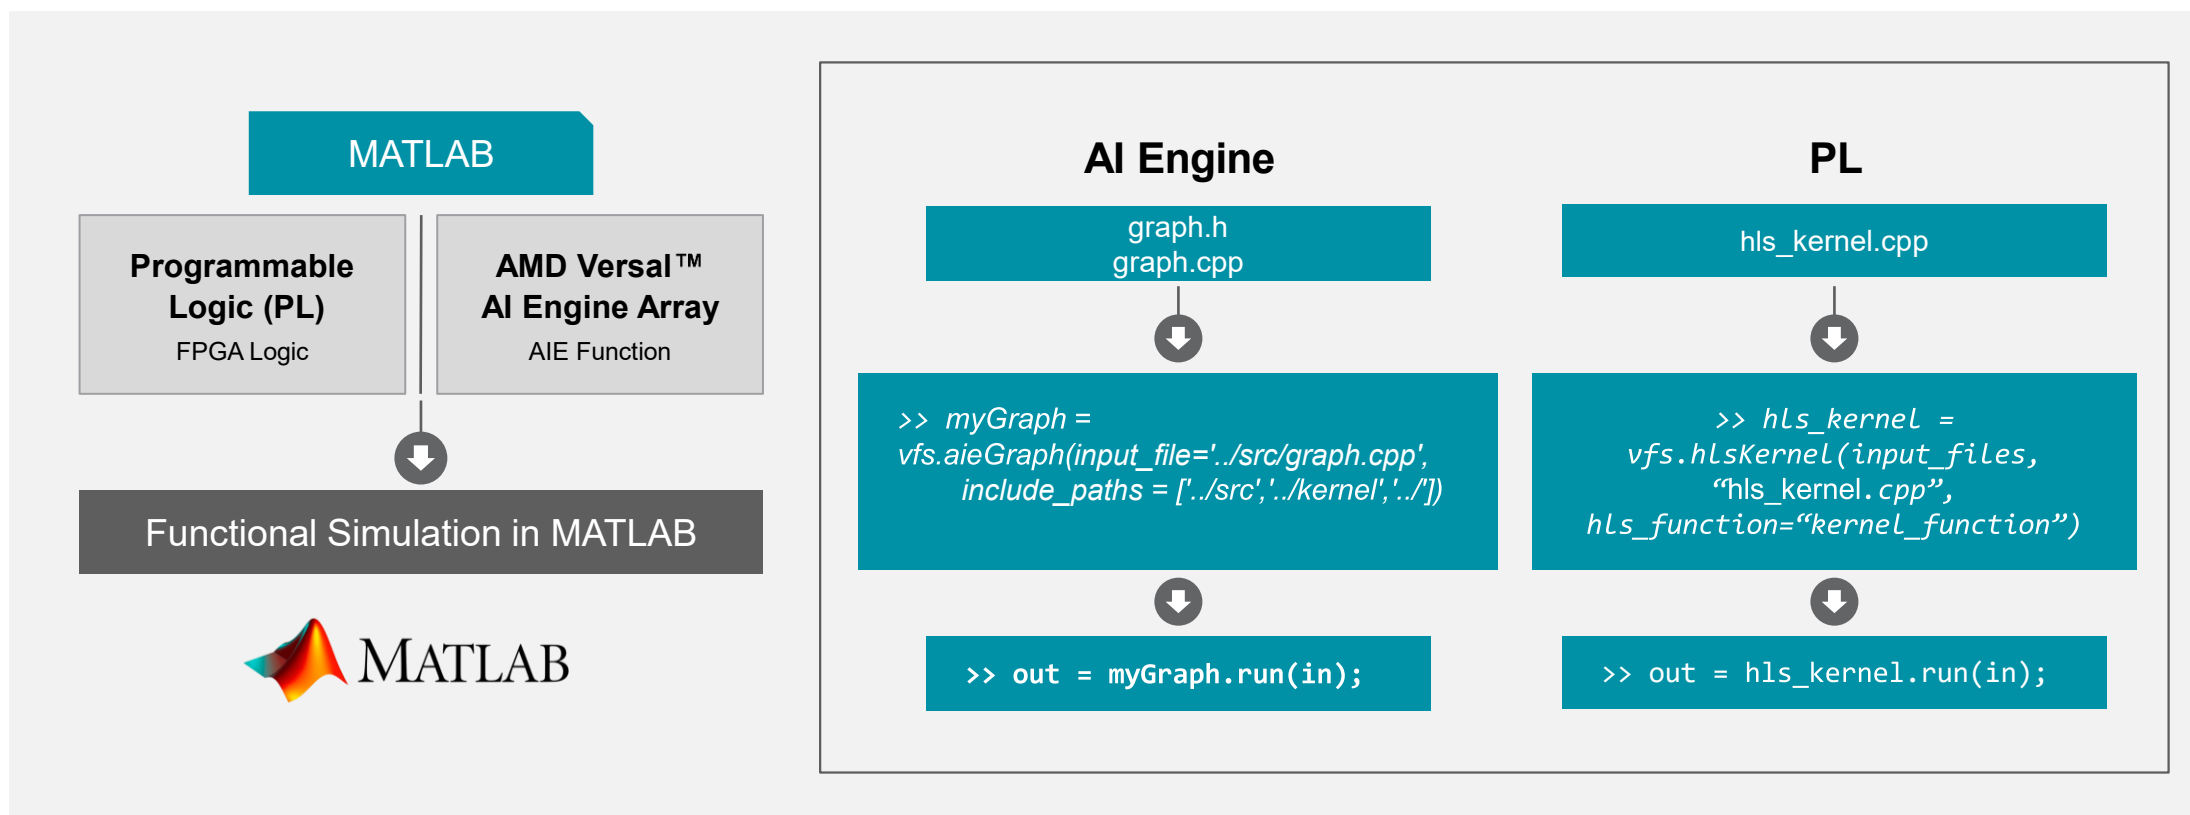 MATLAB
Programmable
Logic (PL)
FPGA Logic
AMD Versal™
AI Engine Array
AIE Function
Functional Simulation in MATLAB
MATLAB
AI Engine
graph.h
graph.cpp
>> myGraph =
vfs.aieGraph(input_file='../src/graph.cpp',
include_paths = ['../src','../kernel','../'])
>> out = myGraph.run(in);
PL
hls_kernel.cpp
>> hls_kernel =
vfs.hlsKernel(input_files,
“hls_kernel.cpp”,
hls_function=“kernel_function”)
>> out = hls_kernel.run(in);